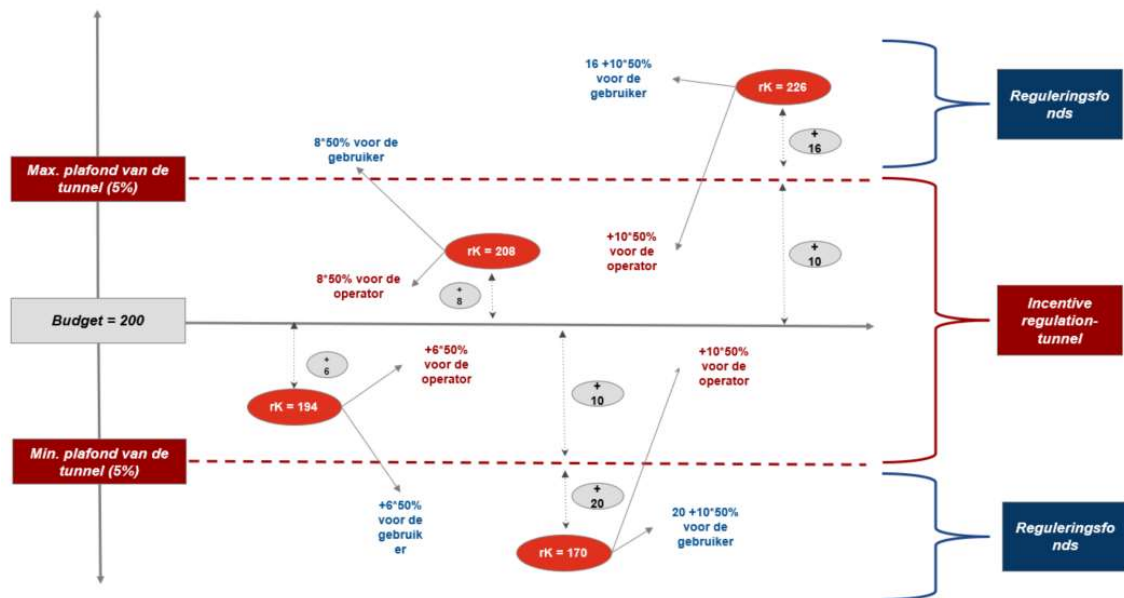 16 +10*50%
voor de
gebruiker
rK = 226
Reguleringsfo
nds
+
16
8*50% voor de
gebruiker
Max. plafond van de
tunnel (5%)
rK = 208
+10*50%
voor de
operator
+
10
8*50% voor de
operator
+
8
Budget = 200
Incentive
regulation-
tunnel
+
6
+6*50%
voor de
operator
+10*50%
voor de
operator
+
10
rK = 194
Min. plafond van de
tunnel (5%)
+
20
+6*50%
voor de
gebruik
er
20 +10*50%
voor de
gebruiker
rK = 170
Reguleringsfo
nds